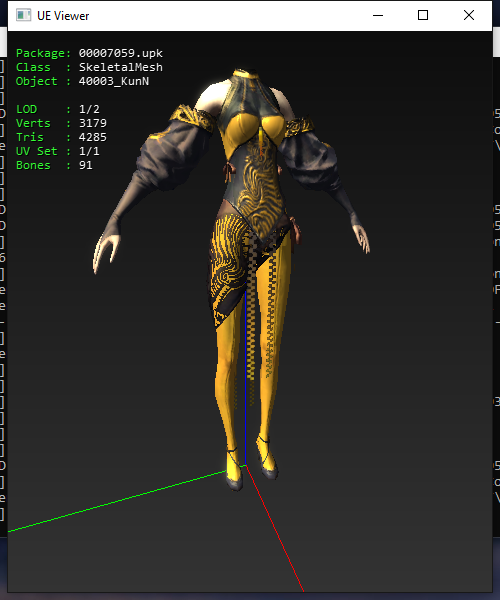 UE Viewer
Package: 00007059.upk
Class : SkeletalMesh
Object : 40003_KunN
LOD : 1/2
Verts : 3179
Tris : 4285
UV Set : 1/1
Bones : 91